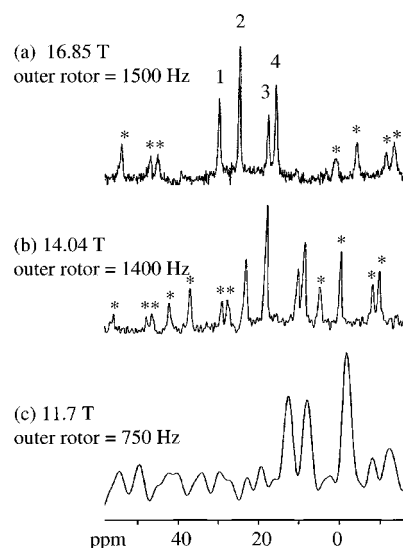 (a) 16.85 T
outer rotor = 1500 Hz
1
2
3
4
* ** * * * *
(b) 14.04 T
outer rotor = 1400 Hz
* ** * * ** * * * *
(c) 11.7 T
outer rotor = 750 Hz
ppm 40 20 0